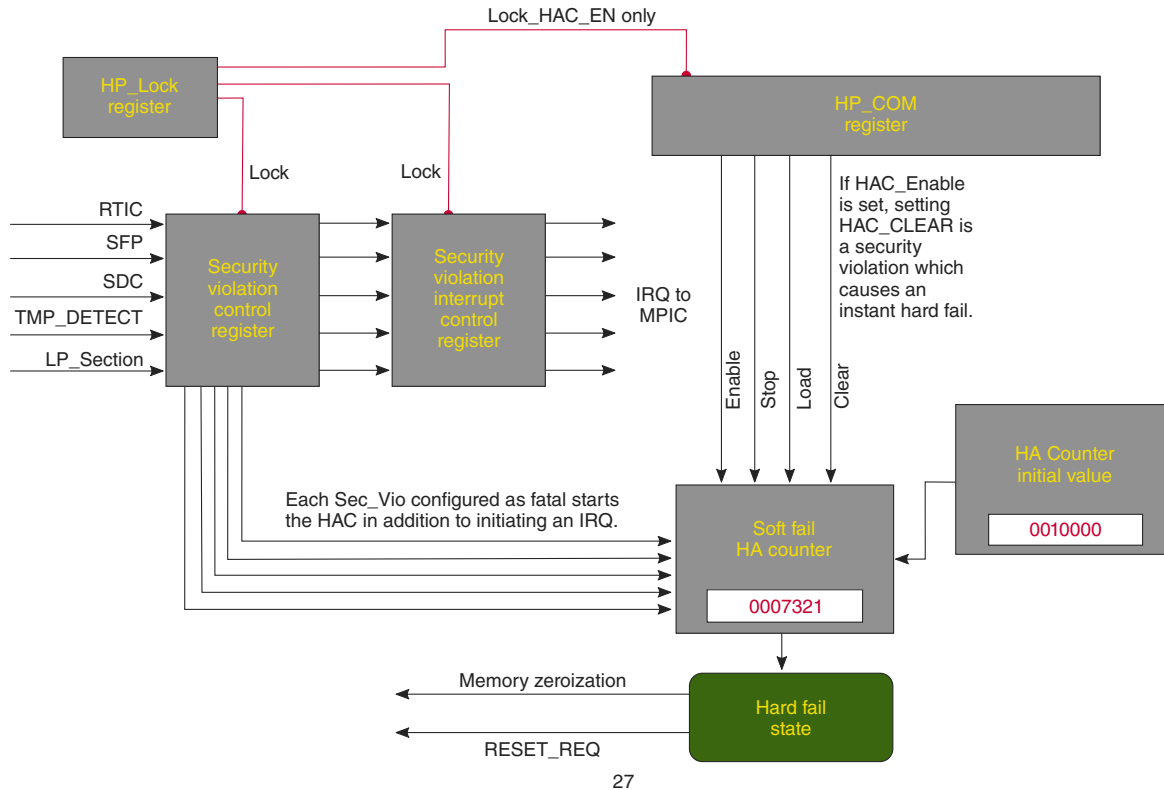 Lock_HAC_EN only
HP_Lock
register
HP_COM
register
Lock
Lock
If HAC_Enable
is set, setting
HAC_CLEAR is
a security
violation which
causes an
instant hard fail.
RTIC
SFP
SDC
TMP_DETECT
LP_Section
Security
violation
control
register
Security
violation
interrupt
control
register
IRQ to
MPIC
Enable
Stop
Load
Clear
HA Counter
initial value
0010000
Each Sec_Vio configured as fatal starts
the HAC in addition to initiating an IRQ.
Soft fail
HA counter
0007321
Memory zeroization
RESET_REQ
Hard fail
state
27